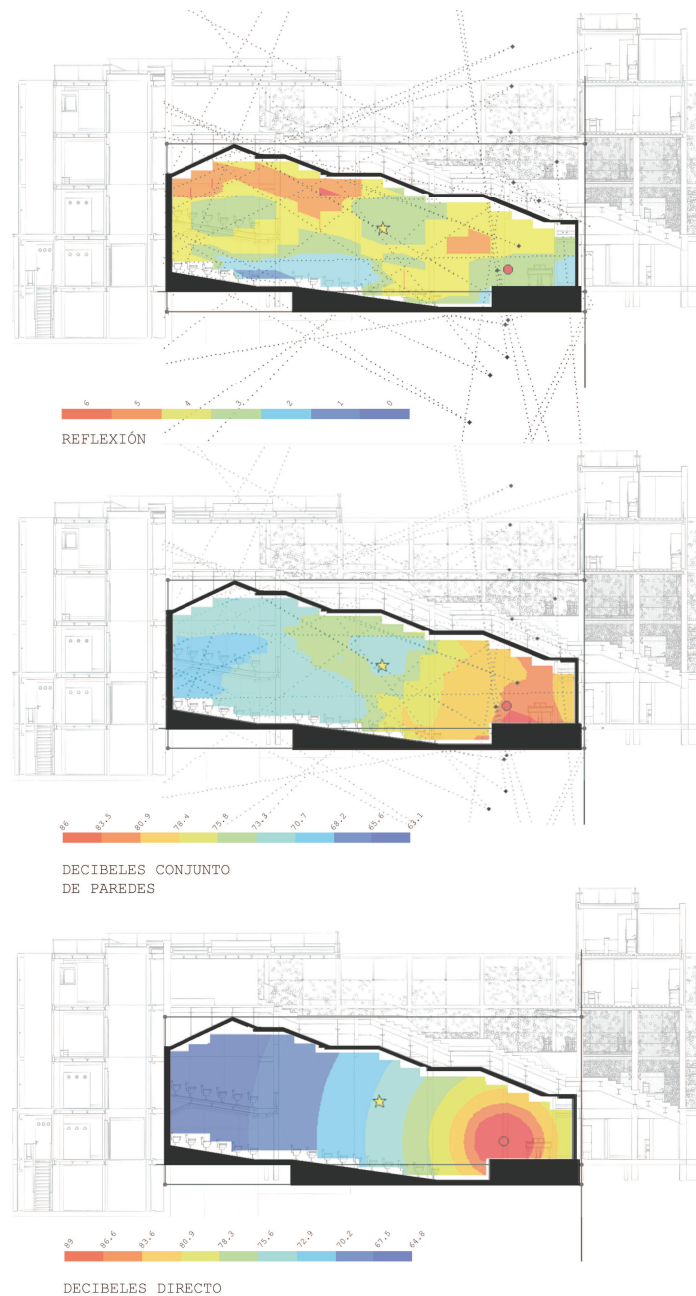 6 5 4 3 2 1 0
REFLEXIÓN
86 83.5 80.9 78.4 75.8 73.3 70.7 68.2 65.6 63.1
DECIBELES CONJUNTO
DE PAREDES
89 86.6 83.6 80.9 78.3 75.6 72.9 70.2 67.5 64.8
DECIBELES DIRECTO